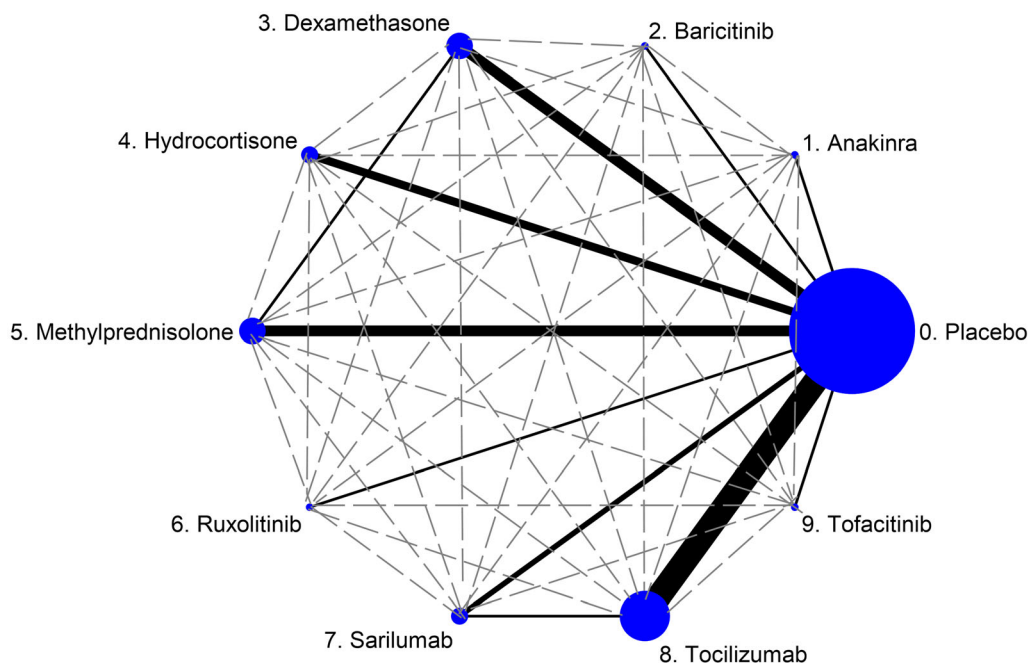 3. Dexamethasone
2. Baricitinib
4. Hydrocortisone
1. Anakinra
5. Methylprednisolone
0. Placebo
6. Ruxolitinib
9. Tofacitinib
7. Sarilumab
8. Tocilizumab